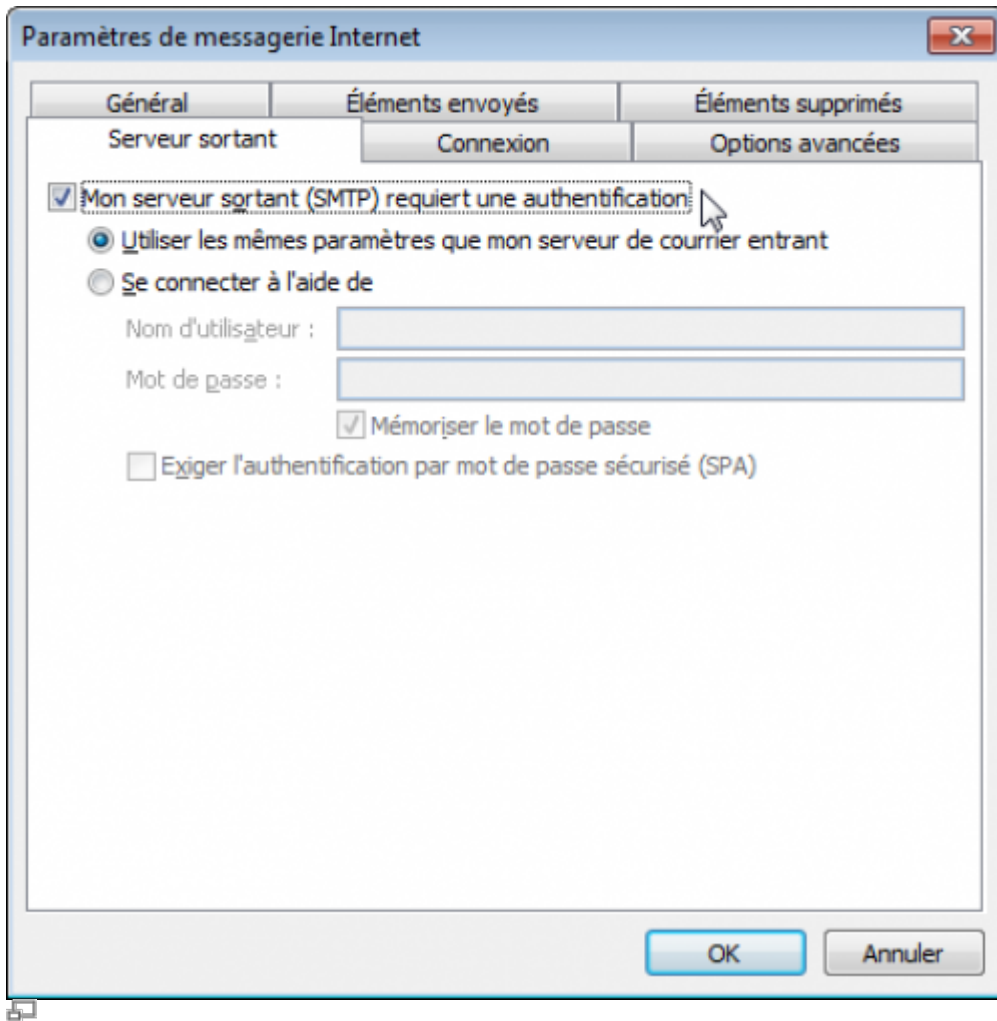 Paramètres de messagerie Internet
Général Éléments envoyés Éléments supprimés
Serveur sortant Connexion Options avancées
Mon serveur sortant (SMTP) requiert une authentification
Utiliser les mêmes paramètres que mon serveur de courrier entrant
Se connecter à l'aide de
Nom d'utilisateur :
Mot de passe :
Mémoriser le mot de passe
Exiger l'authentification par mot de passe sécurisé (SPA)
OK Annuler